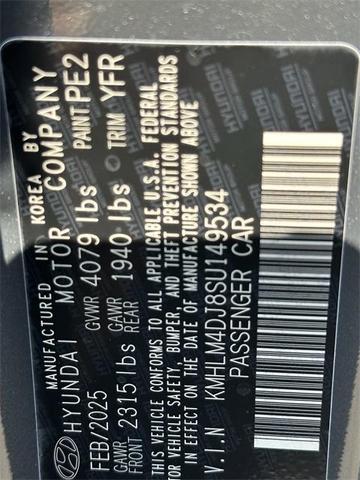 MANUFACTURED IN KOREA BY
HYUNDAI MOTOR COMPANY
FEB/2025 GVWR 4079 lbs PAINT PE2
GAWR FRONT 2315 lbs GAWR REAR 1940 lbs TRIM YFR
THIS VEHICLE CONFORMS TO ALL APPLICABLE U.S.A. FEDERAL
VEHICLE SAFETY, BUMPER, AND THEFT PREVENTION STANDARDS
IN EFFECT ON THE DATE OF MANUFACTURE SHOWN ABOVE
V.I.N KMHLM4DJ8SU149534
PASSENGER CAR